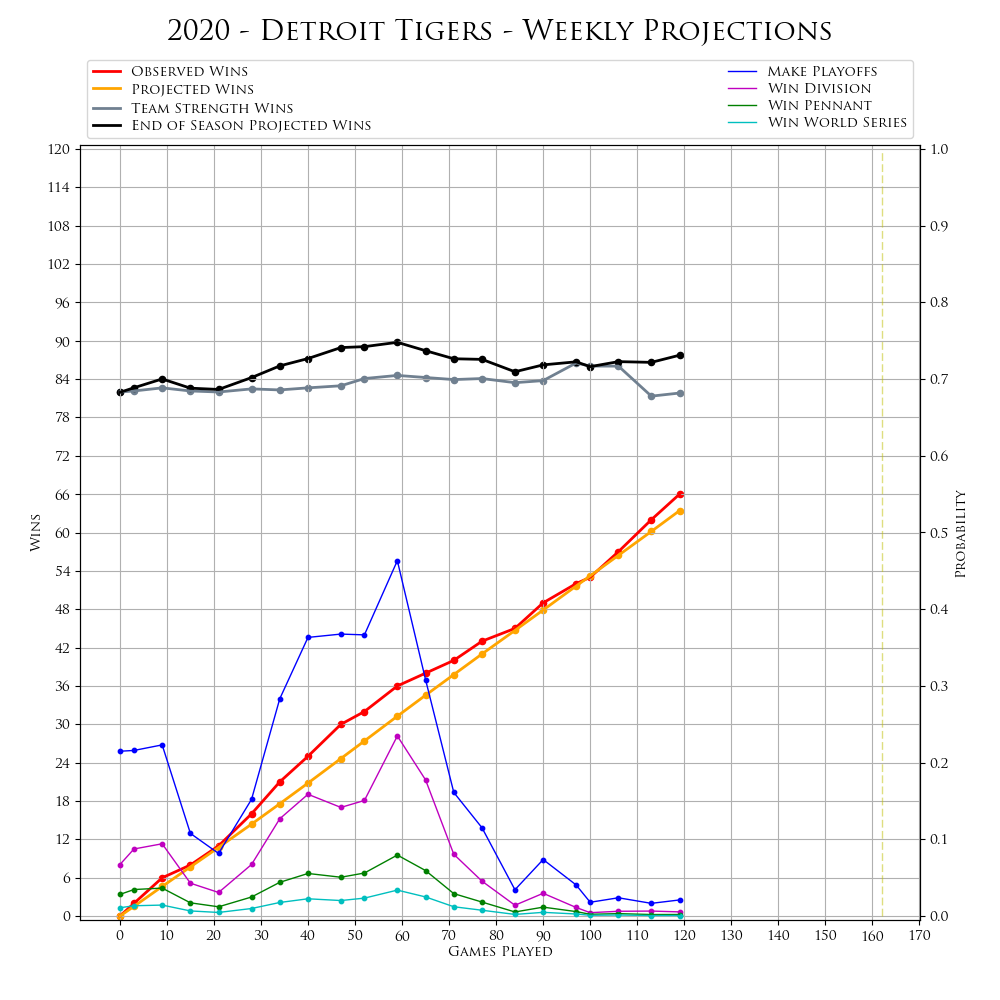 2020 - Detroit Tigers - Weekly Projections
Observed Wins
Projected Wins
Team Strength Wins
End of Season Projected Wins
Make Playoffs
Win Division
Win Pennant
Win World Series
120
114
108
102
96
90
84
78
72
66
60
54
48
42
36
30
24
18
12
6
0
Wins
1.0
0.9
0.8
0.7
0.6
0.5
0.4
0.3
0.2
0.1
0.0
Probability
0 10 20 30 40 50 60 70 80 90 100 110 120 130 140 150 160 170
Games Played